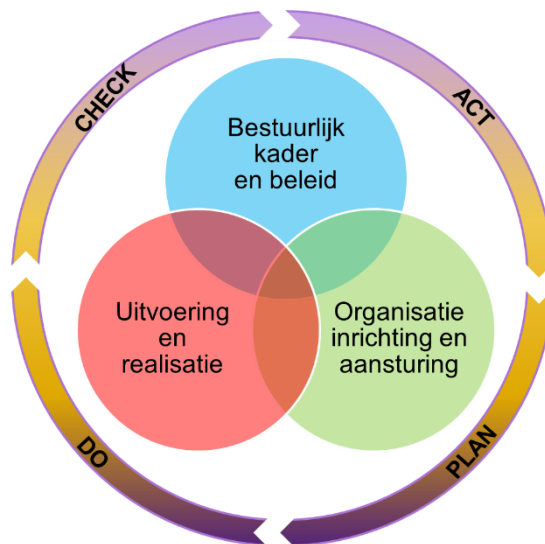 CHECK
ACT
Bestuurlijk
kader
en beleid
Uitvoering
en
realisatie
Organisatie
inrichting en
aansturing
DO
PLAN